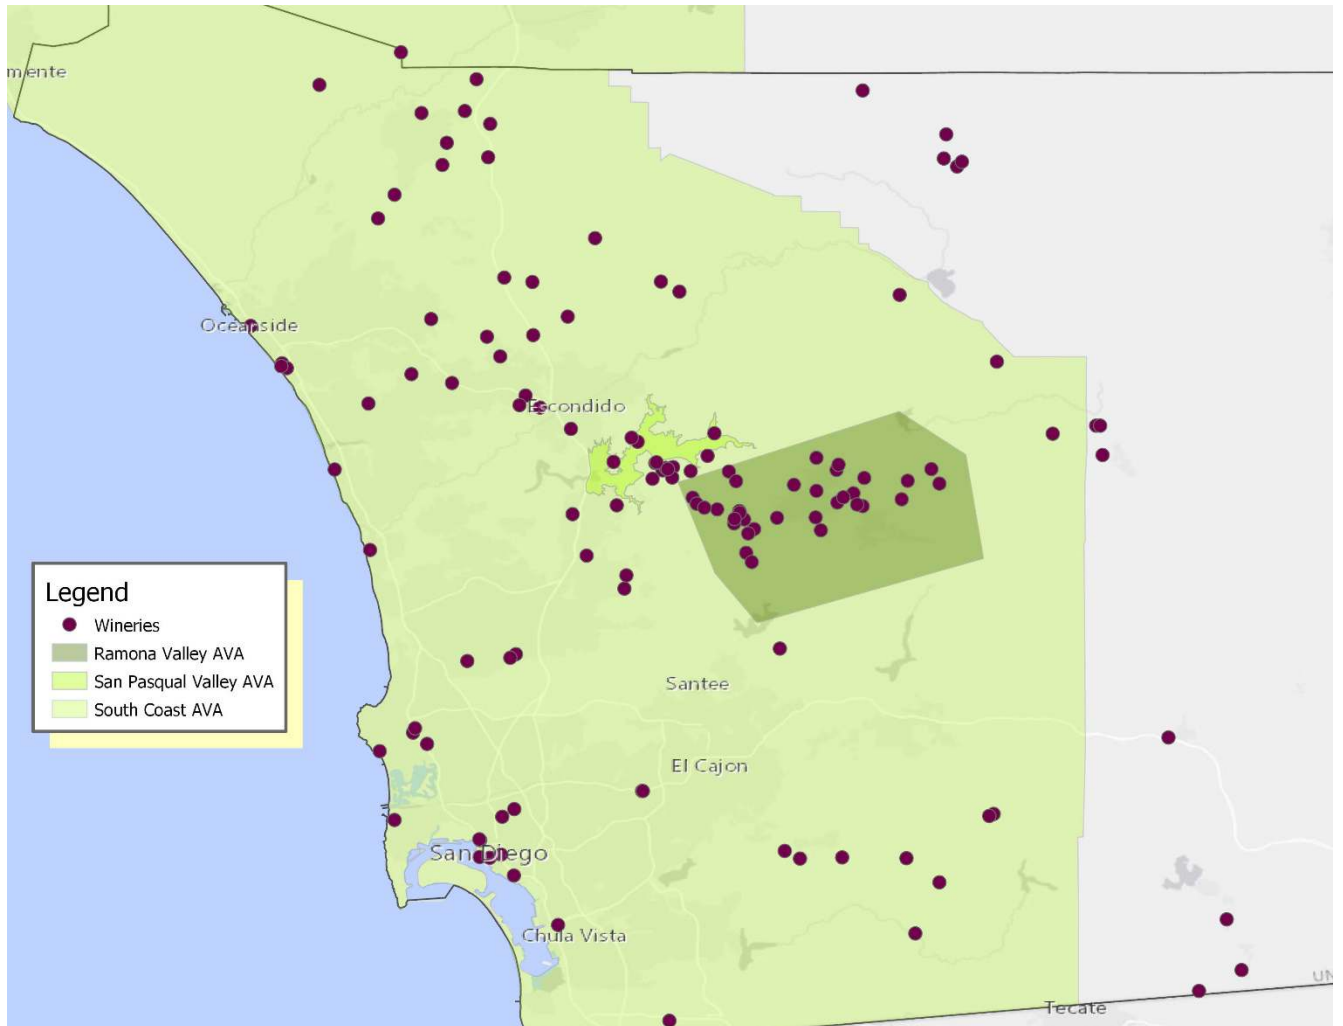 mente
Oceanside
Escondido
Legend
Wineries
Ramona Valley AVA
San Pasqual Valley AVA
South Coast AVA
Santee
El Cajon
San Diego
Chula Vista
UN
Tecate